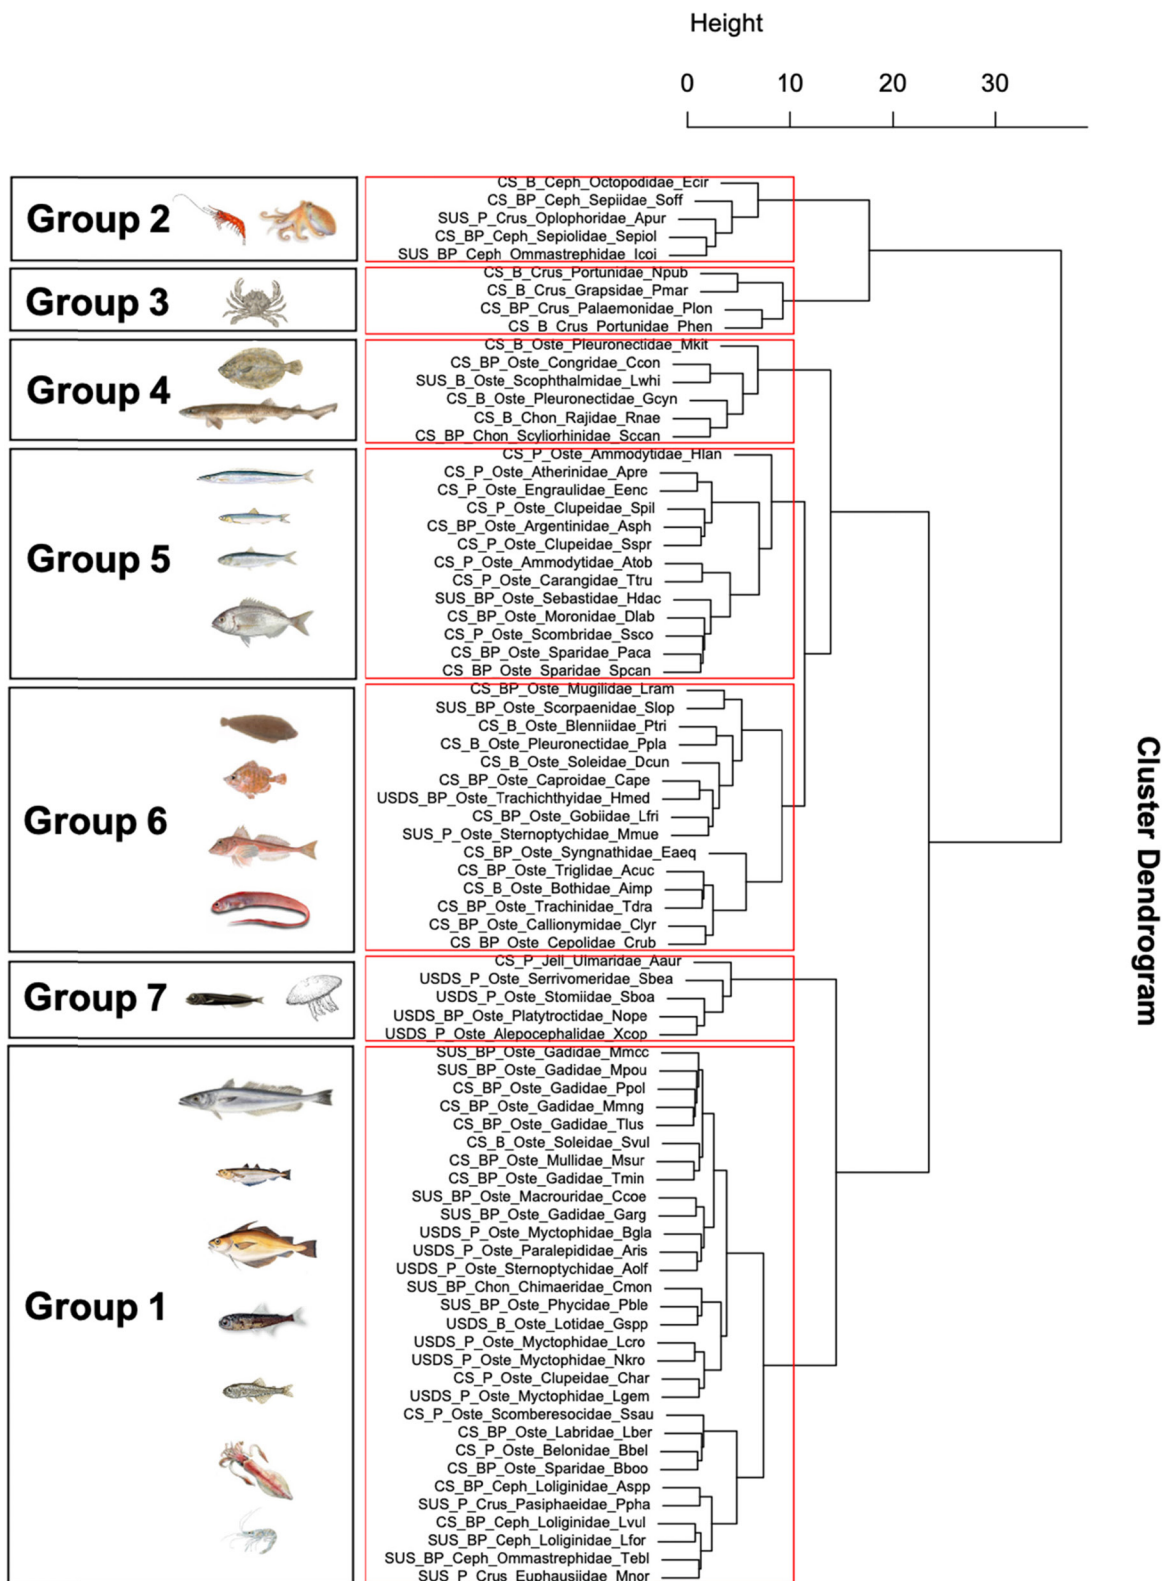 Height
0 10 20 30
Group 2
CS_B_Ceph_Octopodidae_Ecir
CS_BP_Ceph_Sepiidae_Soff
SUS_P_Crus_Oplophoridae_Apur
CS_BP_Ceph_Sepiolidae_Sepiol
SUS_BP_Ceph_Ommastrephidae_Icoi
Group 3
CS_B_Crus_Portunidae_Npub
CS_B_Crus_Grapsidae_Pmar
CS_BP_Crus_Palaemonidae_Plon
CS_B_Crus_Portunidae_Phen
Group 4
CS_B_Oste_Pleuronectidae_Mkit
CS_BP_Oste_Congridae_Ccon
SUS_B_Oste_Scophthalmidae_Lwhi
CS_B_Oste_Pleuronectidae_Gcyn
CS_B_Chon_Rajidae_Rnae
CS_BP_Chon_Scyliorhinidae_Sccan
Group 5
CS_P_Oste_Ammodytidae_Hlan
CS_P_Oste_Atherinidae_Apre
CS_P_Oste_Engraulidae_Eenc
CS_P_Oste_Clupeidae_Spil
CS_BP_Oste_Argentinidae_Asph
CS_P_Oste_Clupeidae_Sspr
CS_P_Oste_Ammodytidae_Atob
CS_P_Oste_Carangidae_Ttru
SUS_BP_Oste_Sebastidae_Hdac
CS_BP_Oste_Moronidae_Dlab
CS_P_Oste_Scombridae_Ssco
CS_BP_Oste_Sparidae_Paca
CS_BP_Oste_Sparidae_Spcan
Group 6
CS_BP_Oste_Mugilidae_Lram
SUS_BP_Oste_Scorpaenidae_Slop
CS_B_Oste_Blenniidae_Ptri
CS_B_Oste_Pleuronectidae_Ppla
CS_B_Oste_Soleidae_Dcun
CS_BP_Oste_Caproidae_Cape
USDS_BP_Oste_Trachichthyidae_Hmed
CS_BP_Oste_Gobiidae_Lfri
SUS_P_Oste_Sternoptychidae_Mmue
CS_BP_Oste_Syngnathidae_Eaeq
CS_BP_Oste_Triglidae_Acuc
CS_B_Oste_Bothidae_Aimp
CS_BP_Oste_Trachinidae_Tdra
CS_BP_Oste_Callionymidae_Clyr
CS_BP_Oste_Cepolidae_Crub
Group 7
CS_P_Jell_Ulmaridae_Aaur
USDS_P_Oste_Serrivomeridae_Sbea
USDS_P_Oste_Stomiidae_Sboa
USDS_BP_Oste_Platytroctidae_Nope
USDS_P_Oste_Alepocephalidae_Xcop
Group 1
SUS_BP_Oste_Gadidae_Mmcc
SUS_BP_Oste_Gadidae_Mpou
CS_BP_Oste_Gadidae_Ppol
CS_BP_Oste_Gadidae_Mmng
CS_BP_Oste_Gadidae_Tlus
CS_B_Oste_Soleidae_Svul
CS_BP_Oste_Mullidae_Msur
CS_BP_Oste_Gadidae_Tmin
SUS_BP_Oste_Macrouridae_Ccoe
SUS_BP_Oste_Gadidae_Garg
USDS_P_Oste_Myctophidae_Bgla
USDS_P_Oste_Paralepididae_Aris
USDS_P_Oste_Sternoptychidae_Aolf
SUS_BP_Chon_Chimaeridae_Cmon
SUS_BP_Oste_Phycidae_Pble
USDS_B_Oste_Lotidae_Gspp
USDS_P_Oste_Myctophidae_Lcro
USDS_P_Oste_Myctophidae_Nkro
CS_P_Oste_Clupeidae_Char
USDS_P_Oste_Myctophidae_Lgem
CS_P_Oste_Scomberesocidae_Ssau
CS_BP_Oste_Labridae_Lber
CS_P_Oste_Belonidae_Bbel
CS_BP_Oste_Sparidae_Bboo
CS_BP_Ceph_Loliginidae_Aspp
SUS_P_Crus_Pasiphaeidae_Ppha
CS_BP_Ceph_Loliginidae_Lvul
SUS_BP_Ceph_Loliginidae_Lfor
SUS_BP_Ceph_Ommastrephidae_Tebl
SUS_P_Crus_Euphausiidae_Mnor
Cluster Dendrogram